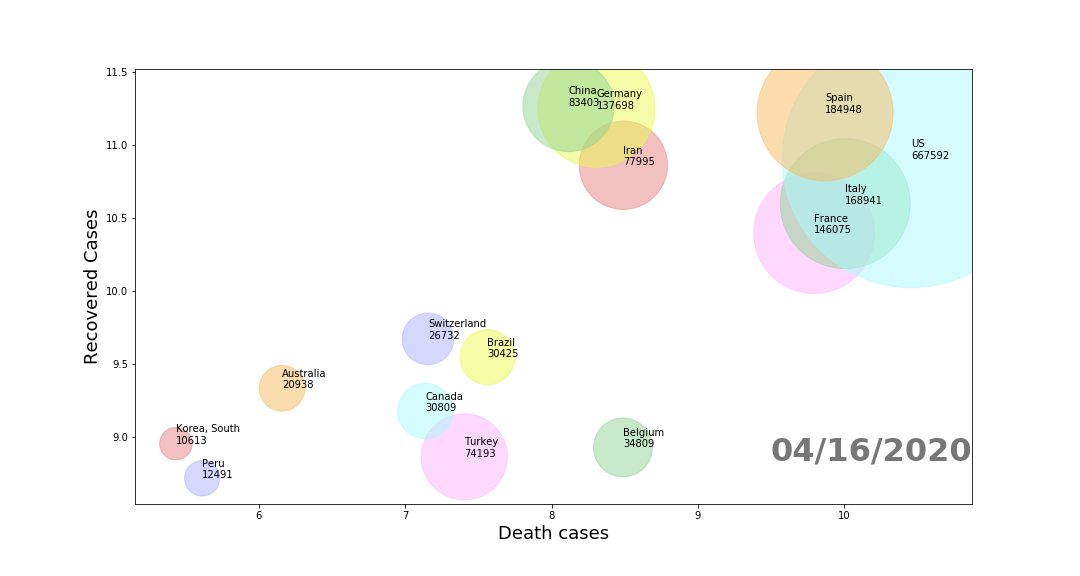 Recovered Cases
11.5
11.0
10.5
10.0
9.5
9.0
China
83403
Germany
137698
Iran
77995
Spain
184948
US
667592
Italy
168941
France
146075
Switzerland
26732
Brazil
30425
Australia
20938
Canada
30809
Korea, South
10613
Peru
12491
Turkey
74193
Belgium
34809
04/16/2020
6
7
8
9
10
Death cases